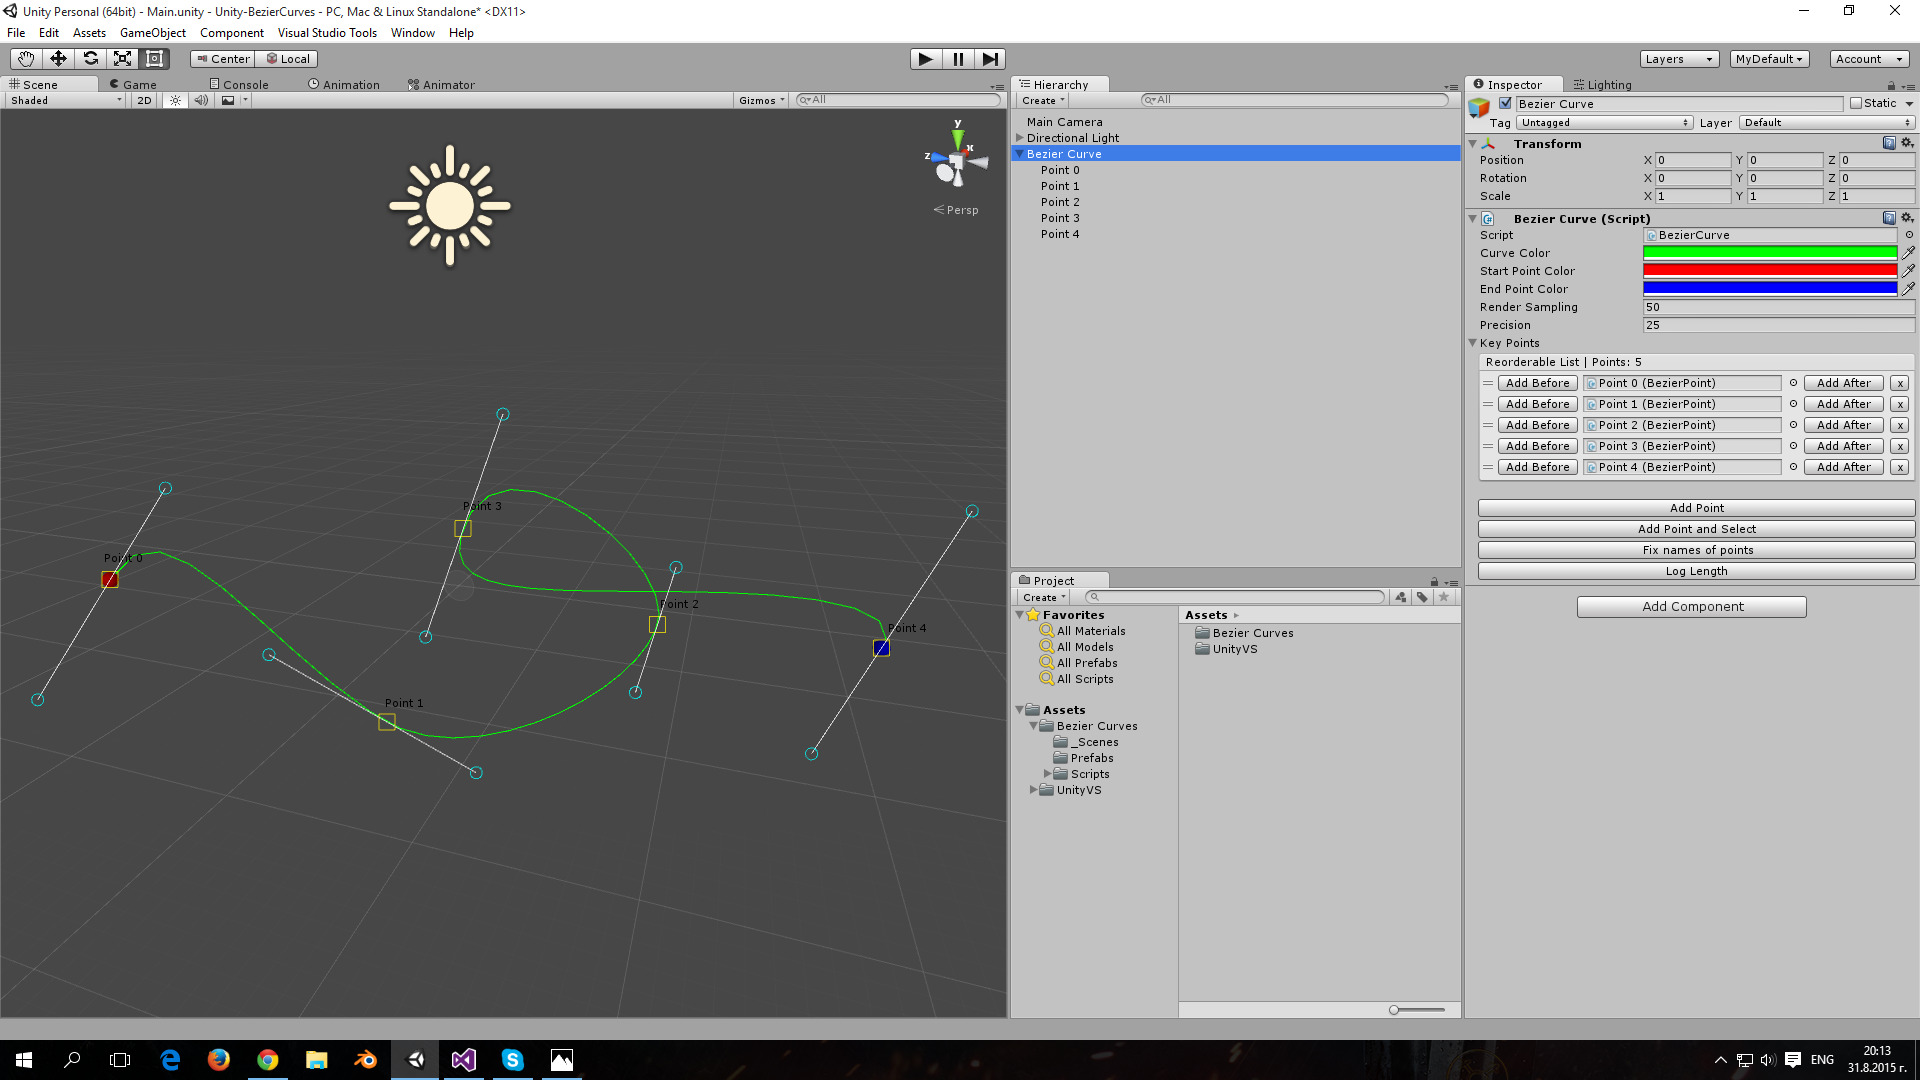 Unity Personal (64bit) - Main.unity - Unity-BezierCurves - PC, Mac & Linux Standalone* <DX11>
File Edit Assets GameObject Component Visual Studio Tools Window Help
Center Local Layers MyDefault Account
Scene Game Console Animation Animator
Shaded 2D Gizmos All
y
x
z
Persp
Point 3
Point 0
Point 2
Point 4
Point 1
Hierarchy
Create All
Main Camera
Directional Light
Bezier Curve
Point 0
Point 1
Point 2
Point 3
Point 4
Project
Create
Favorites
All Materials
All Models
All Prefabs
All Scripts
Assets
Bezier Curves
_Scenes
Prefabs
Scripts
UnityVS
Assets
Bezier Curves
UnityVS
Inspector Lighting
Bezier Curve Static
Tag Untagged Layer Default
Transform
Position X 0 Y 0 Z 0
Rotation X 0 Y 0 Z 0
Scale X 1 Y 1 Z 1
Bezier Curve (Script)
Script BezierCurve
Curve Color
Start Point Color
End Point Color
Render Sampling 50
Precision 25
Key Points
Reorderable List | Points: 5
Add Before Point 0 (BezierPoint) Add After x
Add Before Point 1 (BezierPoint) Add After x
Add Before Point 2 (BezierPoint) Add After x
Add Before Point 3 (BezierPoint) Add After x
Add Before Point 4 (BezierPoint) Add After x
Add Point
Add Point and Select
Fix names of points
Log Length
Add Component
ENG
20:13
31.8.2015 г.